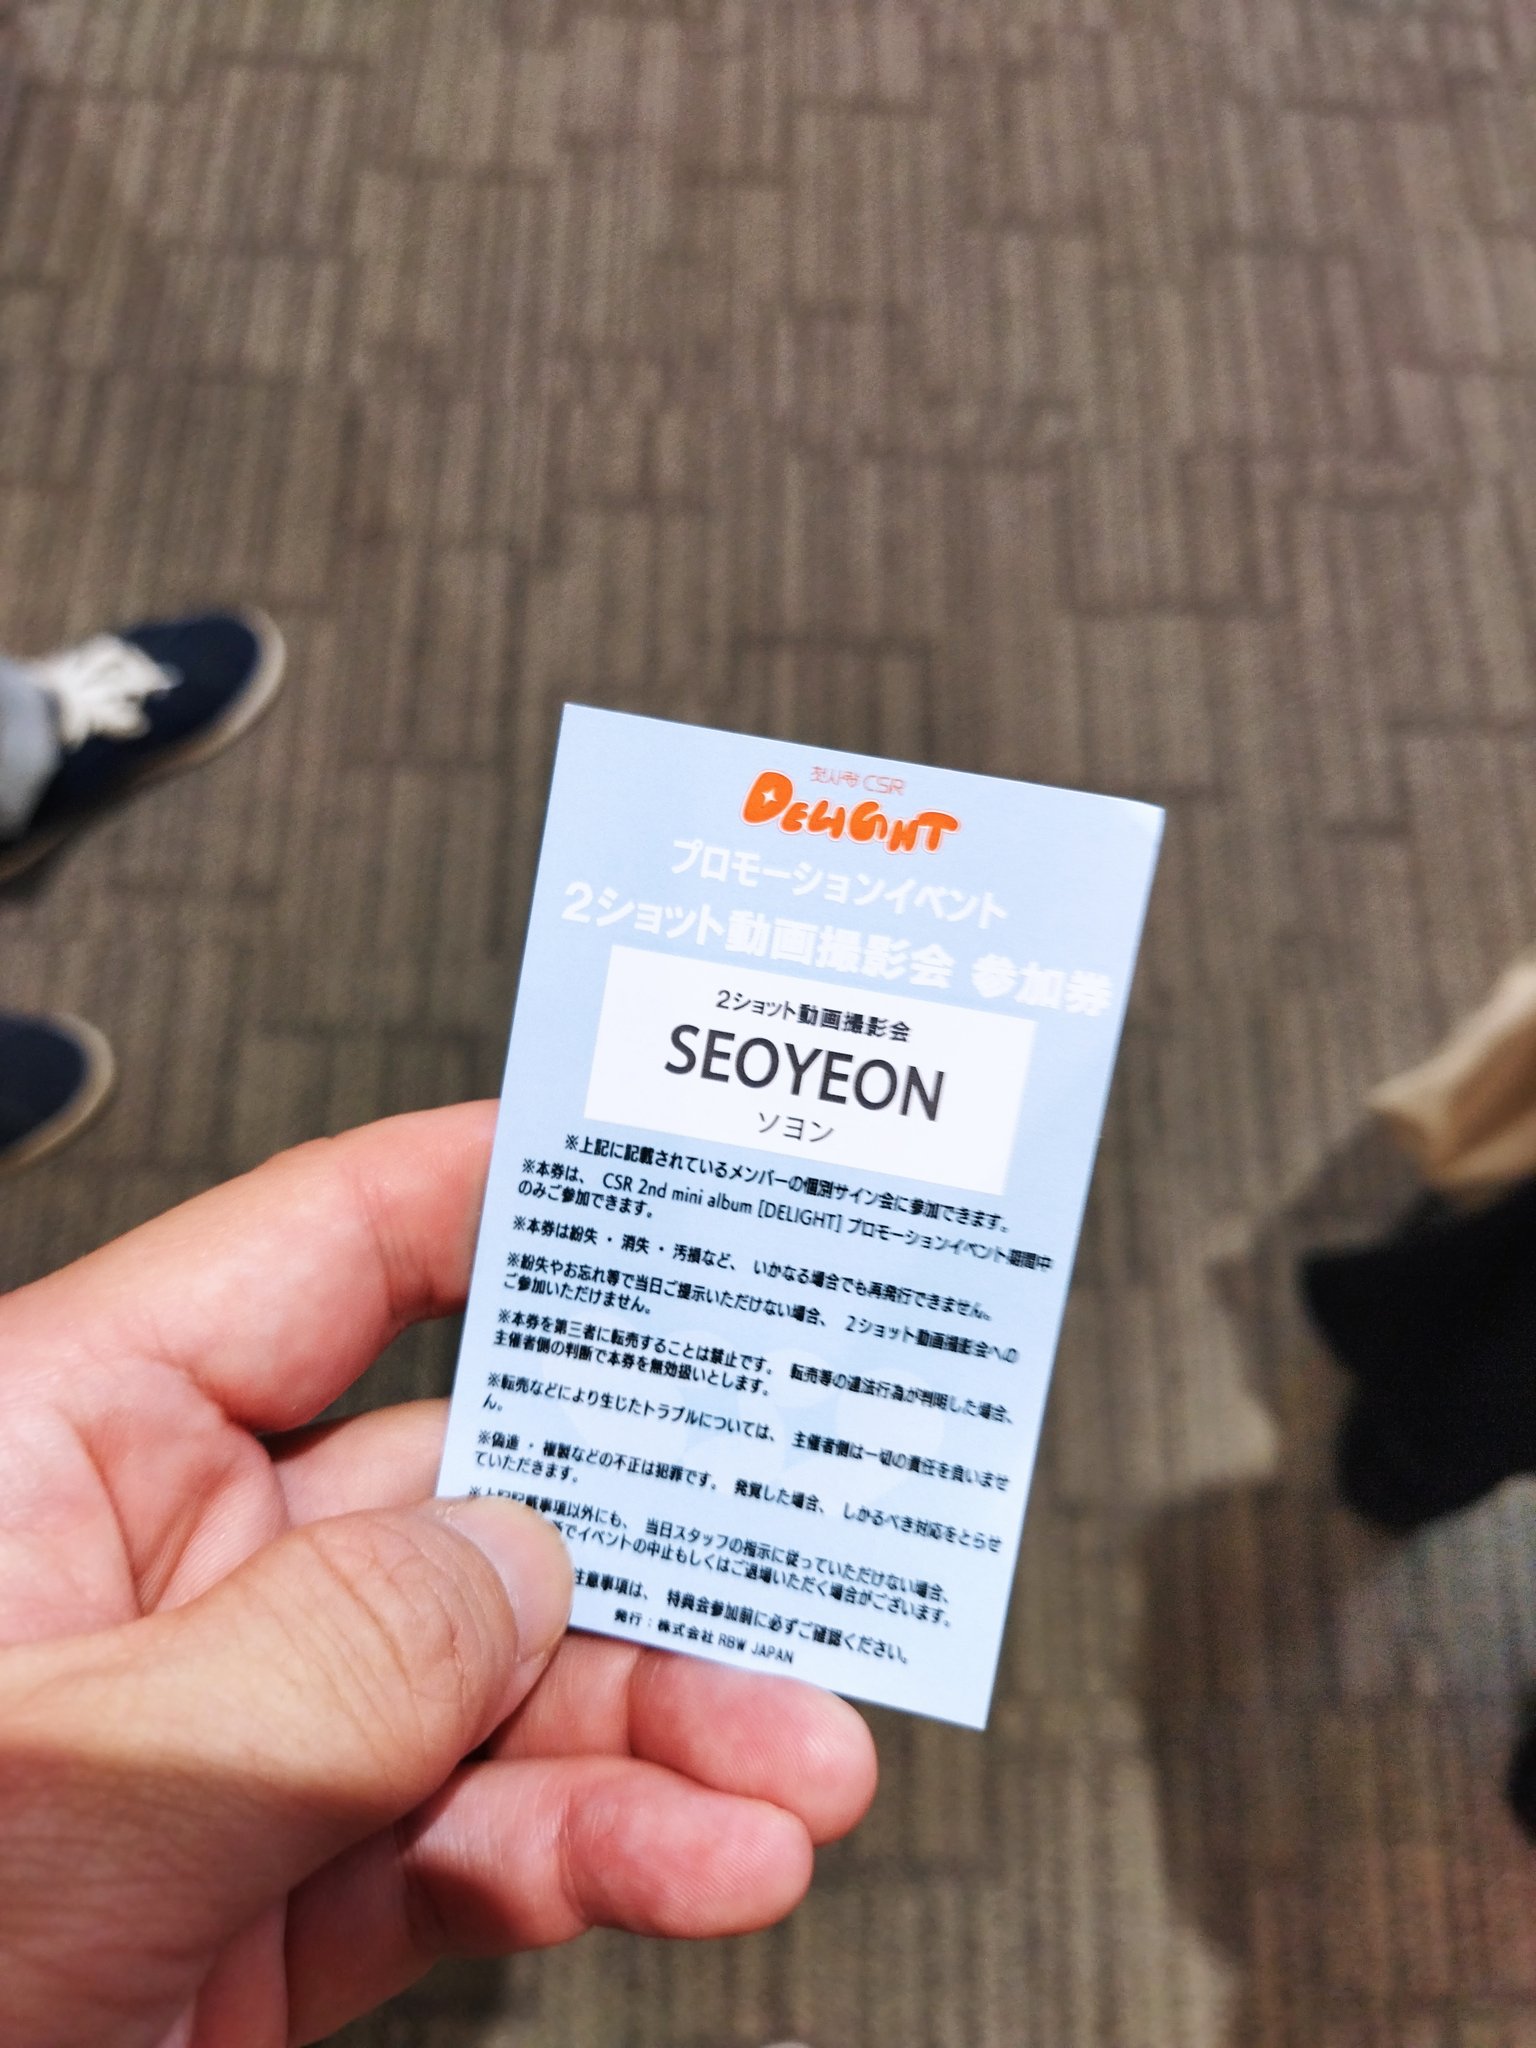 첫사랑 CSR
DELIGHT
プロモーションイベント
2ショット動画撮影会 参加券
2ショット動画撮影会
SEOYEON
ソヨン
※上記に記載されているメンバーの個別サイン会に参加できます。
※本券は、 CSR 2nd mini album [DELIGHT] プロモーションイベント期間中
のみご参加できます。
※本券は紛失・消失・汚損など、 いかなる場合でも再発行できません。
※紛失やお忘れ等で当日ご提示いただけない場合、 2ショット動画撮影会への
ご参加いただけません。
※本券を第三者に転売することは禁止です。 転売等の違法行為が判明した場合、
主催者側の判断で本券を無効扱いとします。
※転売などにより生じたトラブルについては、 主催者側は一切の責任を負いませ
ん。
※偽造・複製などの不正は犯罪です。 発覚した場合、 しかるべき対応をとらせ
ていただきます。
※上記記載事項以外にも、 当日スタッフの指示に従っていただけない場合、
でイベントの中止もしくはご退場いただく場合がございます。
注意事項は、 特典会参加前に必ずご確認ください。
発行：株式会社 RBW JAPAN